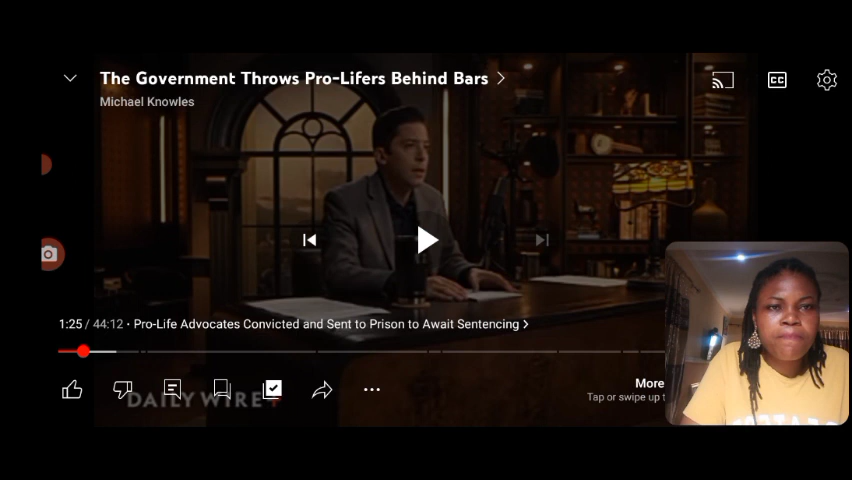 The Government Throws Pro-Lifers Behind Bars
Michael Knowles
CC
1:25 / 44:12 • Pro-Life Advocates Convicted and Sent to Prison to Await Sentencing
DAILY WIRE+
More
Tap or swipe up t